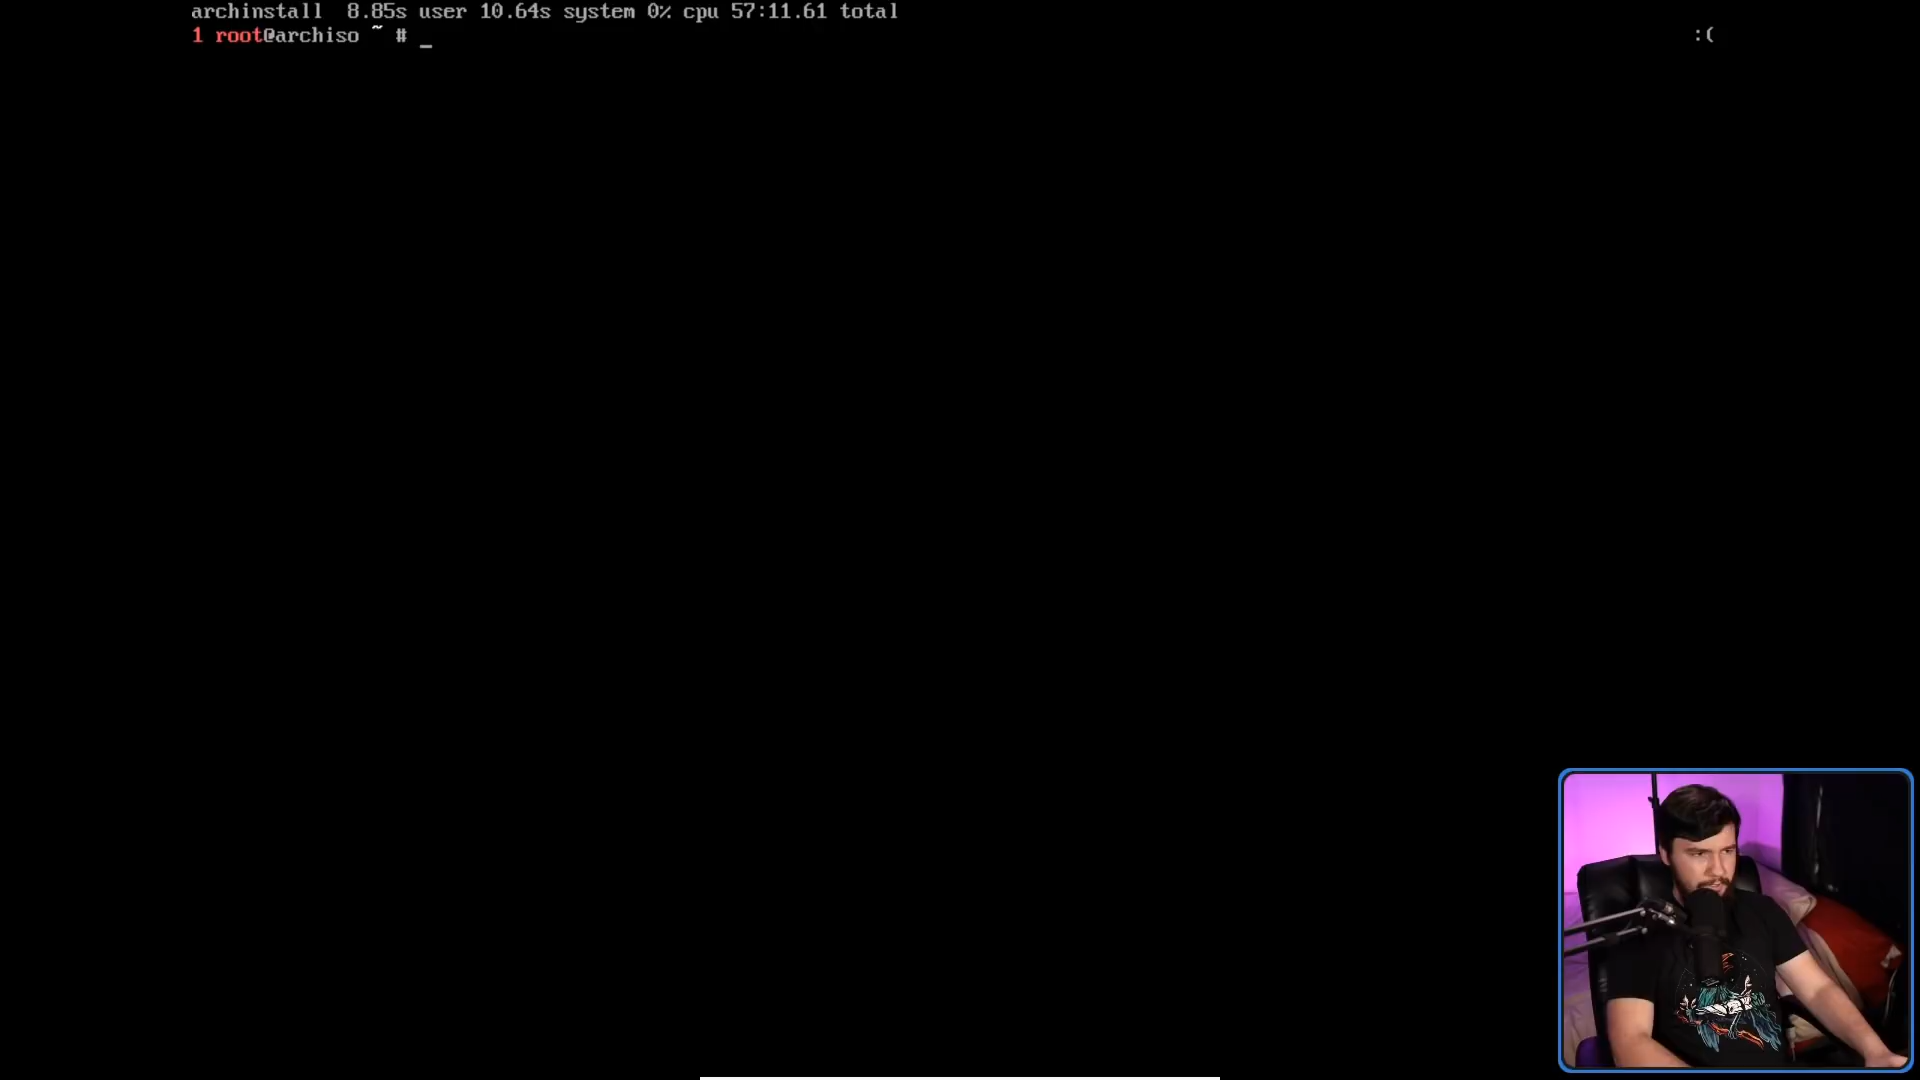 archinstall  8.85s user 10.64s system 0% cpu 57:11.61 total
1 root@archiso ~ # _ :(